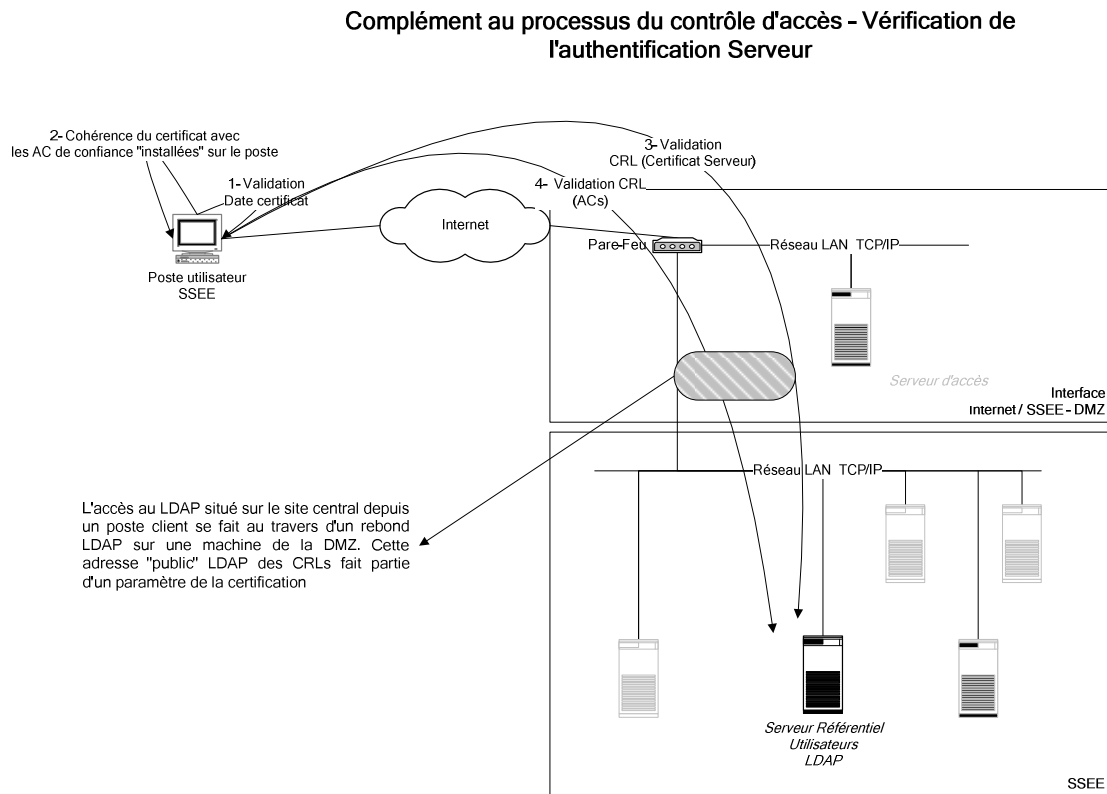 Complément au processus du contrôle d'accès - Vérification de
l'authentification Serveur
2- Cohérence du certificat avec
les AC de confiance "installées" sur le poste
1- Validation
Date certificat
3- Validation
CRL (Certificat Serveur)
4- Validation CRL
(ACs)
Internet
Pare-Feu
Réseau LAN TCP/IP
Poste utilisateur
SSEE
Serveur d'accès
Interface
Internet / SSEE - DMZ
Réseau LAN TCP/IP
L'accès au LDAP situé sur le site central depuis
un poste client se fait au travers d'un rebond
LDAP sur une machine de la DMZ. Cette
adresse "public" LDAP des CRLs fait partie
d'un paramètre de la certification
Serveur Référentiel
Utilisateurs
LDAP
SSEE